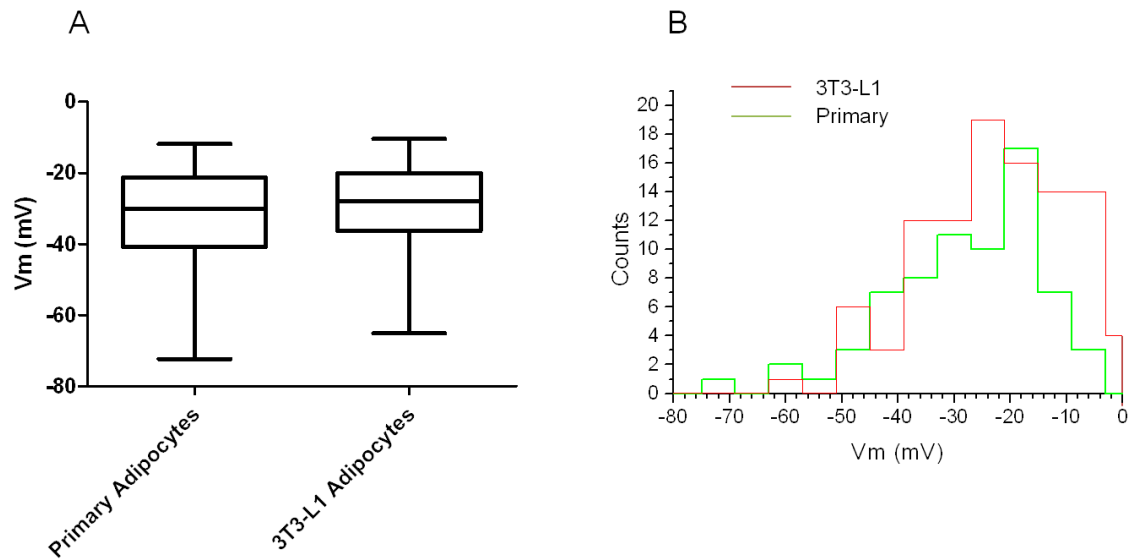 A
B
0
-20
-40
-60
-80
Vm (mV)
Primary Adipocytes
3T3-L1 Adipocytes
3T3-L1
Primary
20
18
16
14
12
10
8
6
4
2
0
Counts
-80 -70 -60 -50 -40 -30 -20 -10 0
Vm (mV)